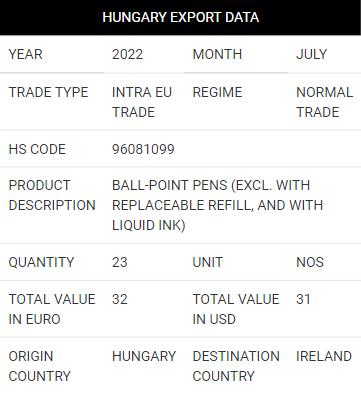 HUNGARY EXPORT DATA
YEAR 2022 MONTH JULY
TRADE TYPE INTRA EU TRADE REGIME NORMAL TRADE
HS CODE 96081099
PRODUCT DESCRIPTION BALL-POINT PENS (EXCL. WITH REPLACEABLE REFILL, AND WITH LIQUID INK)
QUANTITY 23 UNIT NOS
TOTAL VALUE IN EURO 32 TOTAL VALUE IN USD 31
ORIGIN COUNTRY HUNGARY DESTINATION COUNTRY IRELAND